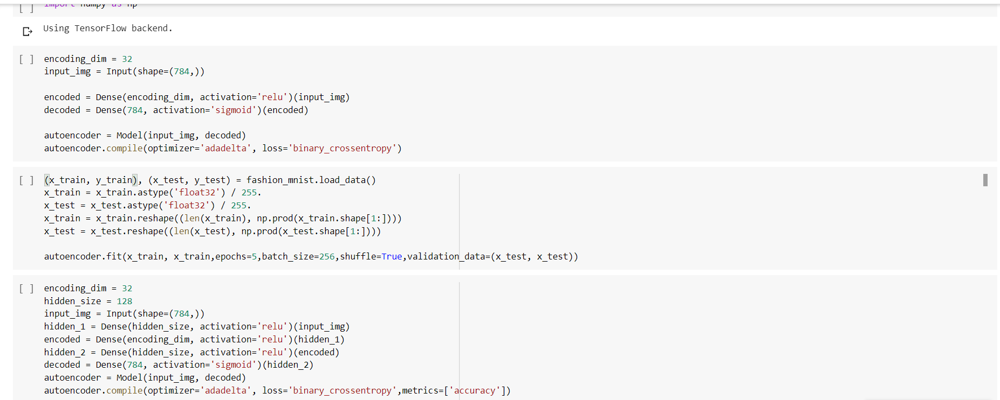 [ ] import numpy as np
Using TensorFlow backend.
[ ] encoding_dim = 32
input_img = Input(shape=(784,))
encoded = Dense(encoding_dim, activation='relu')(input_img)
decoded = Dense(784, activation='sigmoid')(encoded)
autoencoder = Model(input_img, decoded)
autoencoder.compile(optimizer='adadelta', loss='binary_crossentropy')
[ ] (x_train, y_train), (x_test, y_test) = fashion_mnist.load_data()
x_train = x_train.astype('float32') / 255.
x_test = x_test.astype('float32') / 255.
x_train = x_train.reshape((len(x_train), np.prod(x_train.shape[1:])))
x_test = x_test.reshape((len(x_test), np.prod(x_test.shape[1:])))
autoencoder.fit(x_train, x_train,epochs=5,batch_size=256,shuffle=True,validation_data=(x_test, x_test))
[ ] encoding_dim = 32
hidden_size = 128
input_img = Input(shape=(784,))
hidden_1 = Dense(hidden_size, activation='relu')(input_img)
encoded = Dense(encoding_dim, activation='relu')(hidden_1)
hidden_2 = Dense(hidden_size, activation='relu')(encoded)
decoded = Dense(784, activation='sigmoid')(hidden_2)
autoencoder = Model(input_img, decoded)
autoencoder.compile(optimizer='adadelta', loss='binary_crossentropy',metrics=['accuracy'])